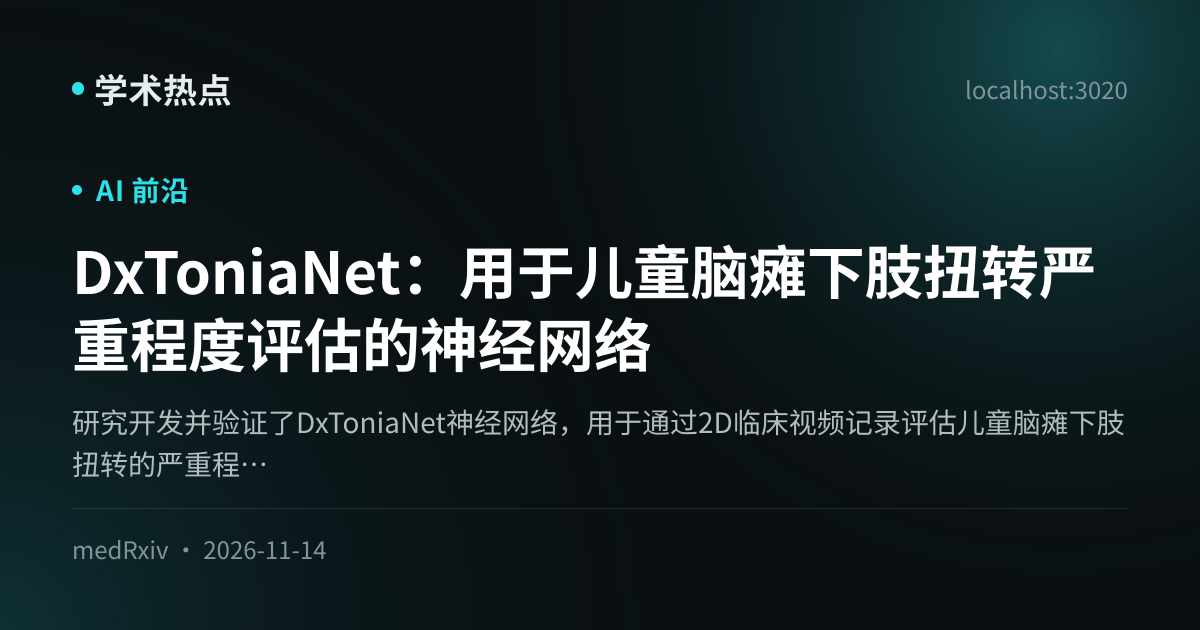 学术热点
localhost:3020
AI 前沿
DxToniaNet：用于儿童脑瘫下肢扭转严
重程度评估的神经网络
研究开发并验证了DxToniaNet神经网络，用于通过2D临床视频记录评估儿童脑瘫下肢
扭转的严重程…
medRxiv · 2026-11-14